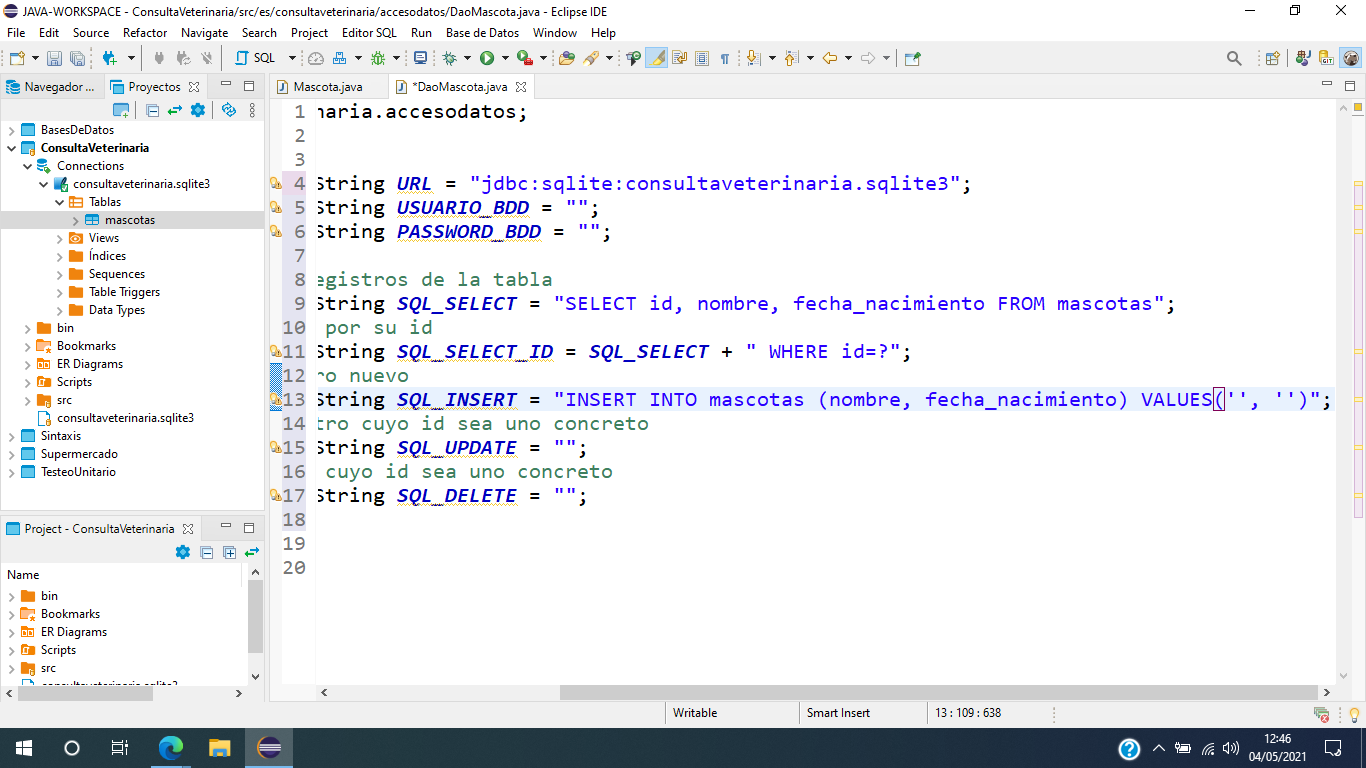 JAVA-WORKSPACE - ConsultaVeterinaria/src/es/consultaveterinaria/accesodatos/DaoMascota.java - Eclipse IDE
File Edit Source Refactor Navigate Search Project Editor SQL Run Base de Datos Window Help
SQL
Navegador ... Proyectos
BasesDeDatos
ConsultaVeterinaria
Connections
consultaveterinaria.sqlite3
Tablas
mascotas
Views
Índices
Sequences
Table Triggers
Data Types
bin
Bookmarks
ER Diagrams
Scripts
src
consultaveterinaria.sqlite3
Sintaxis
Supermercado
TesteoUnitario
Project - ConsultaVeterinaria
Name
bin
Bookmarks
ER Diagrams
Scripts
src
Mascota.java *DaoMascota.java
1 naria.accesodatos;
2
3
4 String URL = "jdbc:sqlite:consultaveterinaria.sqlite3";
5 String USUARIO_BDD = "";
6 String PASSWORD_BDD = "";
7
8 egistros de la tabla
9 String SQL_SELECT = "SELECT id, nombre, fecha_nacimiento FROM mascotas";
10 por su id
11 String SQL_SELECT_ID = SQL_SELECT + " WHERE id=?";
12 ro nuevo
13 String SQL_INSERT = "INSERT INTO mascotas (nombre, fecha_nacimiento) VALUES('', '')";
14 tro cuyo id sea uno concreto
15 String SQL_UPDATE = "";
16 cuyo id sea uno concreto
17 String SQL_DELETE = "";
18
19
20
Writable Smart Insert 13 : 109 : 638
12:46
04/05/2021